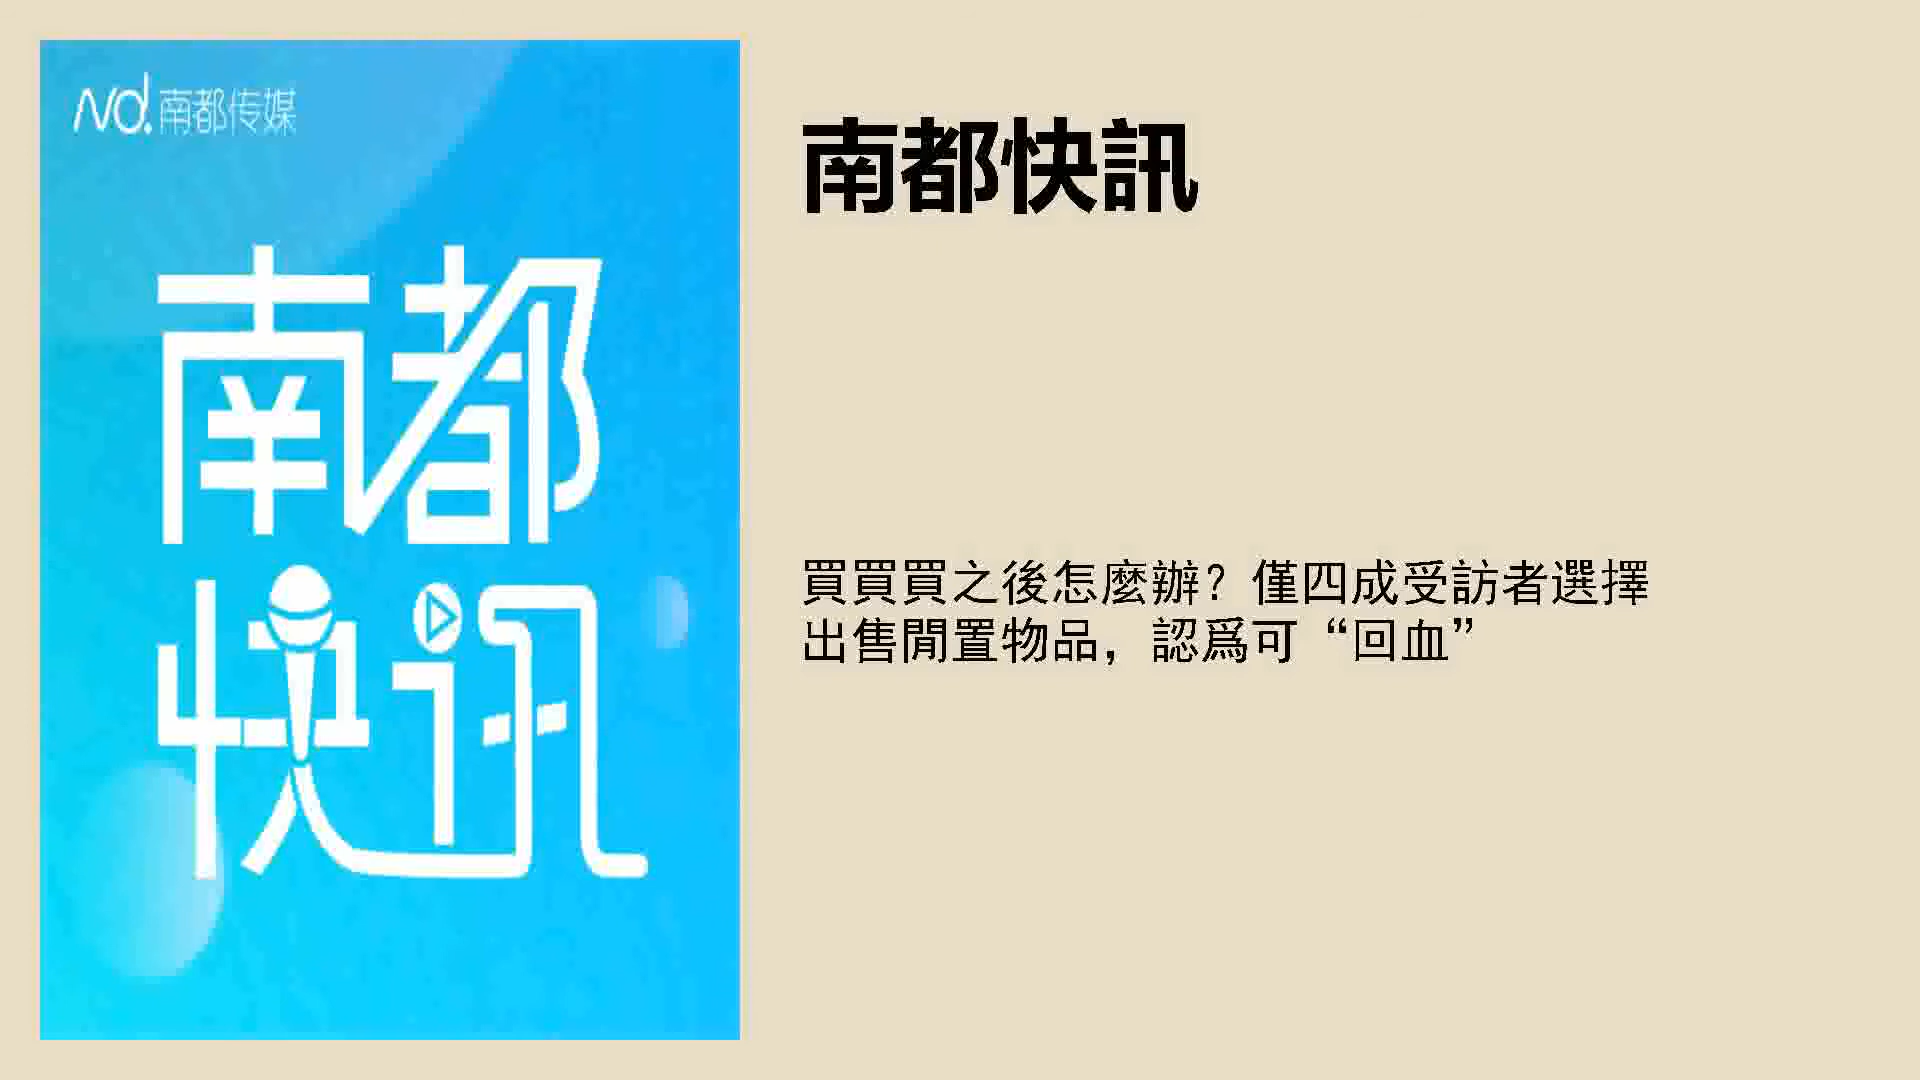 Nd.南都传媒
南都
快讯
南都快訊
買買買之後怎麼辦？僅四成受訪者選擇
出售閒置物品，認爲可“回血”